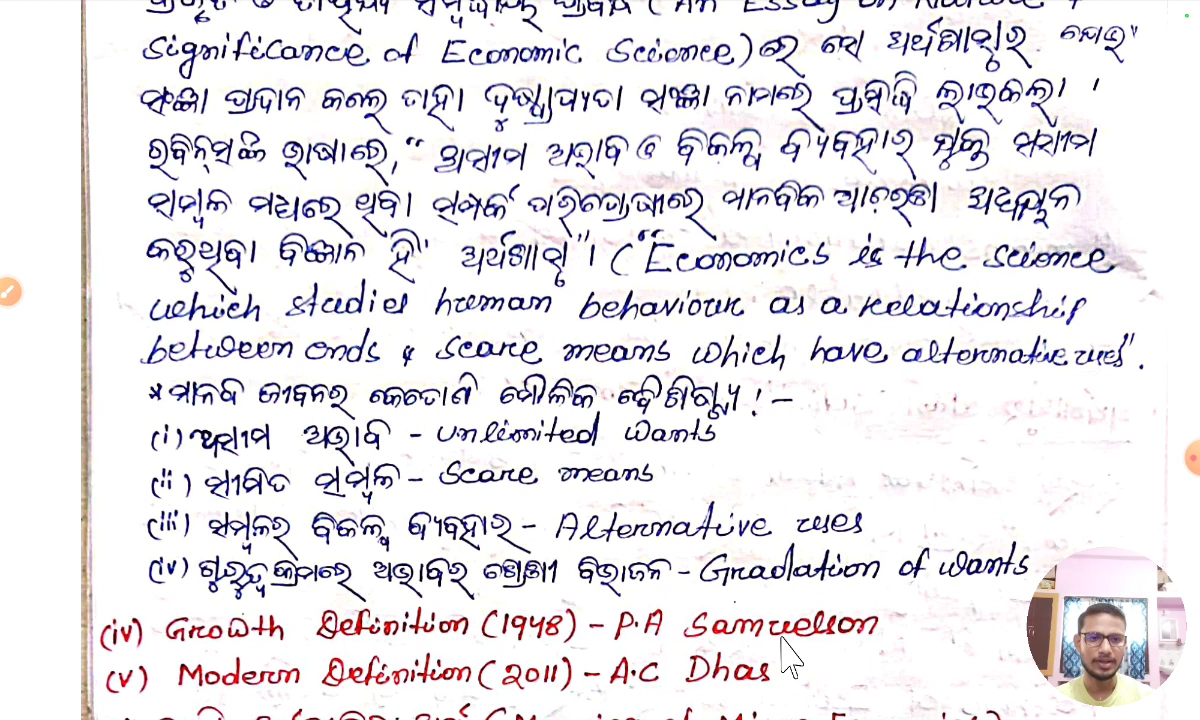 significance of Economic Science) ରେ ସେ ଅର୍ଥଶାସ୍ତ୍ରର ଯେଉଁ
ସଂଜ୍ଞା ପ୍ରଦାନ କଲେ ତାହା ଦୁଷ୍ପ୍ରାପ୍ୟତା ସଂଜ୍ଞା ନାମରେ ପ୍ରସିଦ୍ଧି ଲାଭକଲା ।
ରବିନ୍ସଙ୍କ ଭାଷାରେ, "ଅସୀମ ଅଭାବ ଓ ବିକଳ୍ପ ବ୍ୟବହାର ଯୁକ୍ତ ସସୀମ
ସମ୍ବଳ ମଧ୍ୟରେ ଥିବା ସମ୍ପର୍କ ପରିପ୍ରେକ୍ଷୀରେ ମାନବିକ ଆଚରଣ ଅଧ୍ୟୟନ
କରୁଥିବା ବିଜ୍ଞାନ ହିଁ ଅର୍ଥଶାସ୍ତ୍ର"। ("Economics is the science
which studies human behaviour as a relationship
between ends & scarce means which have alternative uses".
*ମାନବ ଜୀବନର କେତୋଟି ମୌଳିକ ବୈଶିଷ୍ଟ୍ୟ :-
(i) ଅସୀମ ଅଭାବ - unlimited wants
(ii) ସୀମିତ ସମ୍ବଳ - Scarce means
(iii) ସମ୍ବଳର ବିକଳ୍ପ ବ୍ୟବହାର - Alternative uses
(iv) ଗୁରୁତ୍ୱ କ୍ରମରେ ଅଭାବର ଶ୍ରେଣୀ ବିଭାଜନ - Gradation of wants
(iv) Growth Definition (1948) - P.A Samuelson
(v) Modern Definition (2011) - A.C Dhas